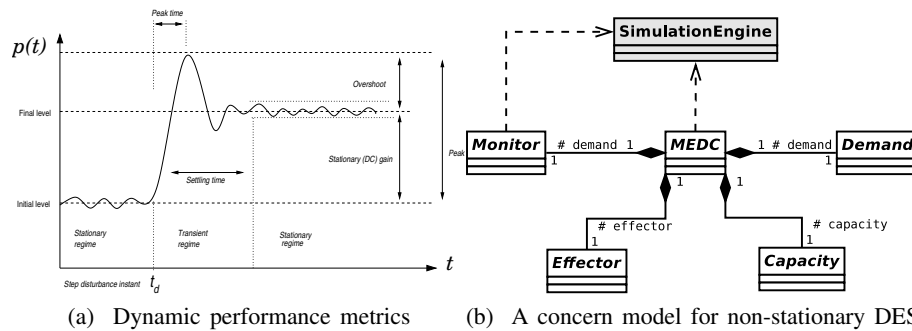 Peak time
p(t)
Overshoot
Final level
Stationary (DC) gain
Peak
Settling time
Initial level
Stationary
regime
Transient
regime
Stationary
regime
Step disturbance instant
t_d
t
(a) Dynamic performance metrics
SimulationEngine
Monitor
# demand 1
1
MEDC
1 # demand
1
Demand
1
1
# effector
1
# capacity
1
Effector
Capacity
(b) A concern model for non-stationary DES